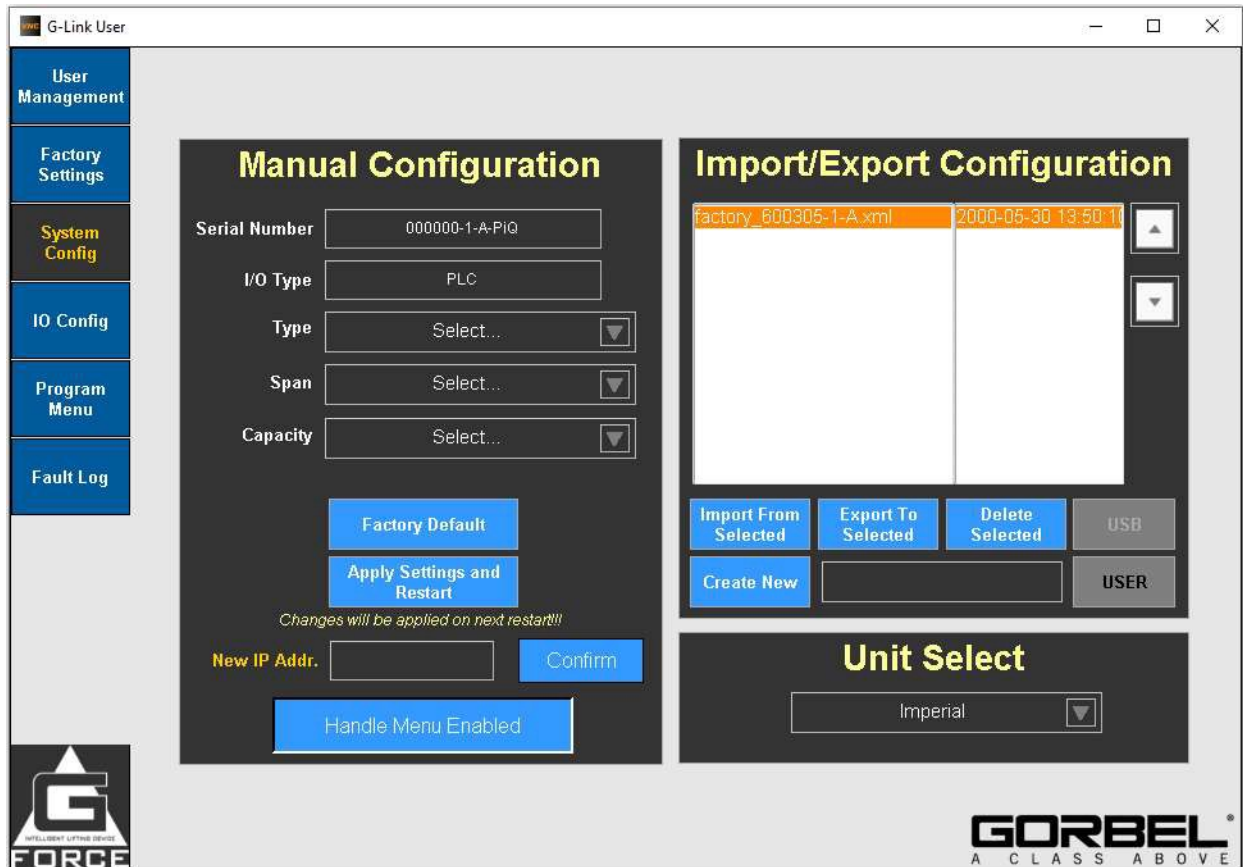 G-Link User
User
Management
Factory
Settings
System
Config
IO Config
Program
Menu
Fault Log
Manual Configuration
Serial Number 000000-1-A-PiQ
I/O Type PLC
Type Select...
Span Select...
Capacity Select...
Factory Default
Apply Settings and
Restart
Changes will be applied on next restart!!!
New IP Addr. Confirm
Handle Menu Enabled
Import/Export Configuration
factory_600305-1-A.xml 2000-05-30 13:50:10
Import From
Selected
Export To
Selected
Delete
Selected
USB
Create New
USER
Unit Select
Imperial
G
INTELLIGENT LIFTING DEVICE
FORCE
GORBEL®
A CLASS ABOVE